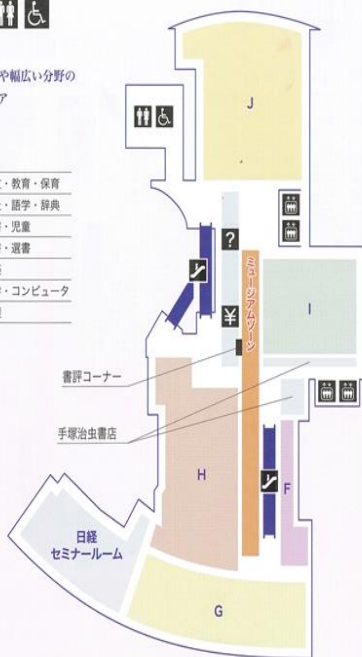 や幅広い分野の
ア
・教育・保育
・語学・辞典
・児童
・選書
・コンピュータ
J
?
¥
ミュージアムゾーン
I
書評コーナー
手塚治虫書店
H
F
日経
セミナールーム
G